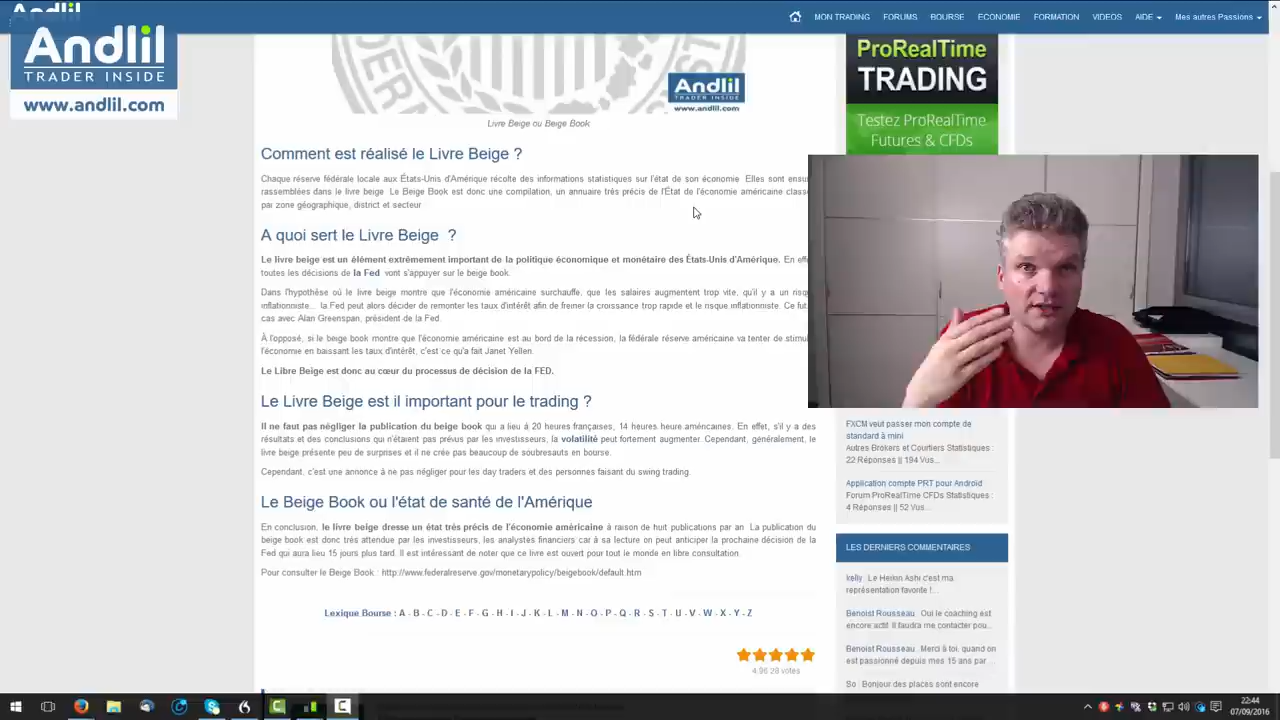 Andlil
TRADER INSIDE
www.andlil.com
MON TRADING FORUMS BOURSE ECONOMIE FORMATION VIDEOS AIDE Mes autres Passions
Andlil
TRADER INSIDE
www.andlil.com
Livre Beige ou Beige Book
Comment est réalisé le Livre Beige ?
Chaque réserve fédérale locale aux États-Unis d'Amérique récolte des informations statistiques sur l'état de son économie. Elles sont
rassemblées dans le livre beige. Le Beige Book est donc une compilation, un annuaire très précis de l'État de l'économie américaine
par zone géographique, district et secteur
A quoi sert le Livre Beige ?
Le livre beige est un élément extrêmement important de la politique économique et monétaire des États-Unis d'Amérique. En
toutes les décisions de la Fed vont s'appuyer sur le beige book.
Dans l'hypothèse où le livre beige montre que l'économie américaine surchauffe, que les salaires augmentent trop vite, qu'il y a un
inflationniste... la Fed peut alors décider de remonter les taux d'intérêt afin de freiner la croissance trop rapide et le risque inflationniste. Ce fut
cas avec Alan Greenspan, président de la Fed.
À l'opposé, si le beige book montre que l'économie américaine est au bord de la récession, la fédérale réserve américaine va tenter de
l'économie en baissant les taux d'intérêt, c'est ce qu'a fait Janet Yellen.
Le Libre Beige est donc au cœur du processus de décision de la FED.
Le Livre Beige est il important pour le trading ?
Il ne faut pas négliger la publication du beige book qui a lieu à 20 heures françaises, 14 heures heure américaines. En effet, s'il y a des
résultats et des conclusions qui n'étaient pas prévus par les investisseurs, la volatilité peut fortement augmenter. Cependant, généralement, le
livre beige présente peu de surprises et il ne crée pas beaucoup de soubresauts en bourse.
Cependant, c'est une annonce à ne pas négliger pour les day traders et des personnes faisant du swing trading.
Le Beige Book ou l'état de santé de l'Amérique
En conclusion, le livre beige dresse un état très précis de l'économie américaine à raison de huit publications par an. La publication du
beige book est donc très attendue par les investisseurs, les analystes financiers car à sa lecture on peut anticiper la prochaine décision de la
Fed qui aura lieu 15 jours plus tard. Il est intéressant de noter que ce livre est ouvert pour tout le monde en libre consultation.
Pour consulter le Beige Book : http://www.federalreserve.gov/monetarypolicy/beigebook/default.htm
Lexique Bourse : A - B - C - D - E - F - G - H - I - J - K - L - M - N - O - P - Q - R - S - T - U - V - W - X - Y - Z
4.96 28 votes
ProRealTime
TRADING
Testez ProRealTime
Futures & CFDs
FXCM veut passer mon compte de
standard à mini
Autres Brokers et Courtiers Statistiques :
22 Réponses || 194 Vus...
Application compte PRT pour Android
Forum ProRealTime CFDs Statistiques :
4 Réponses || 52 Vus...
LES DERNIERS COMMENTAIRES
kelly : Le Heikin Ashi c'est ma
représentation favorite !...
Benoist Rousseau : Oui le coaching est
encore actif. Il faudra me contacter pou...
Benoist Rousseau : Merci à toi, quand on
est passionné depuis mes 15 ans par ...
So : Bonjour des places sont encore
22:44
07/09/2016